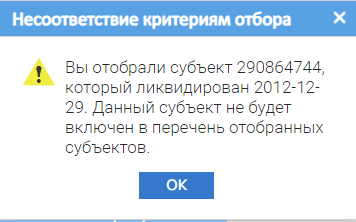 Несоответствие критериям отбора
Вы отобрали субъект 290864744,
который ликвидирован 2012-12-
29. Данный субъект не будет
включен в перечень отобранных
субъектов.
OK